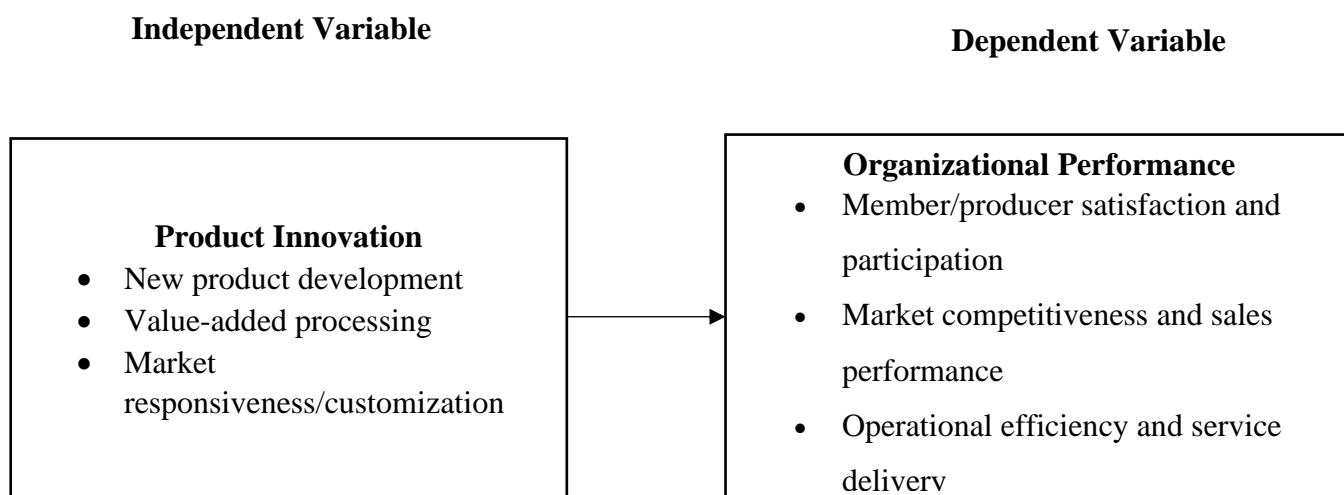 Independent Variable
Dependent Variable
Product Innovation
• New product development
• Value-added processing
• Market
responsiveness/customization
Organizational Performance
• Member/producer satisfaction and
participation
• Market competitiveness and sales
performance
• Operational efficiency and service
delivery